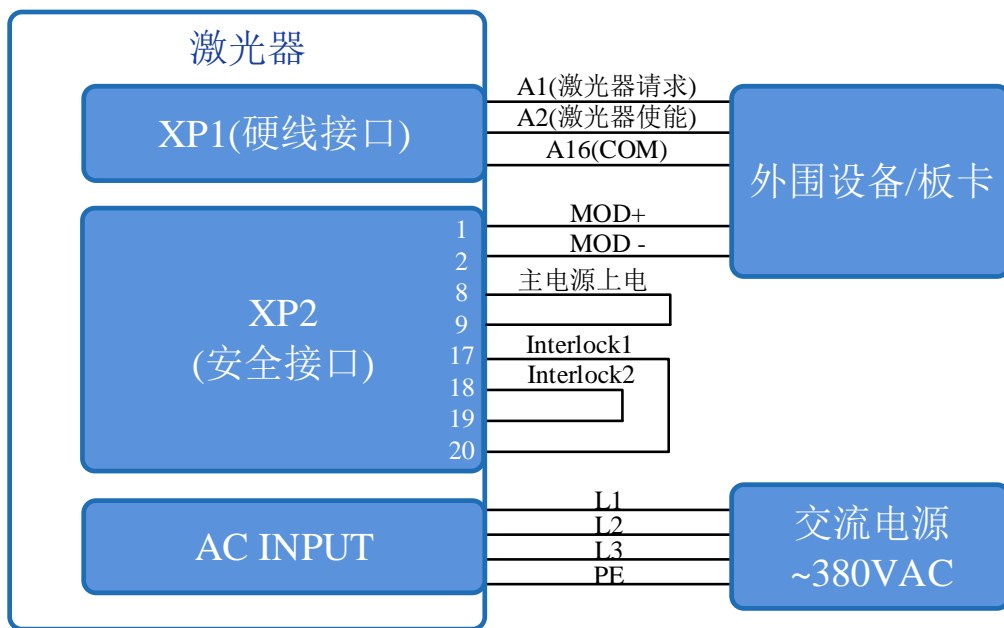 激光器
XP1(硬线接口)
A1(激光器请求)
A2(激光器使能)
A16(COM)
外围设备/板卡
XP2
(安全接口)
1
2
8
9
17
18
19
20
MOD+
MOD -
主电源上电
Interlock1
Interlock2
AC INPUT
L1
L2
L3
PE
交流电源
~380VAC